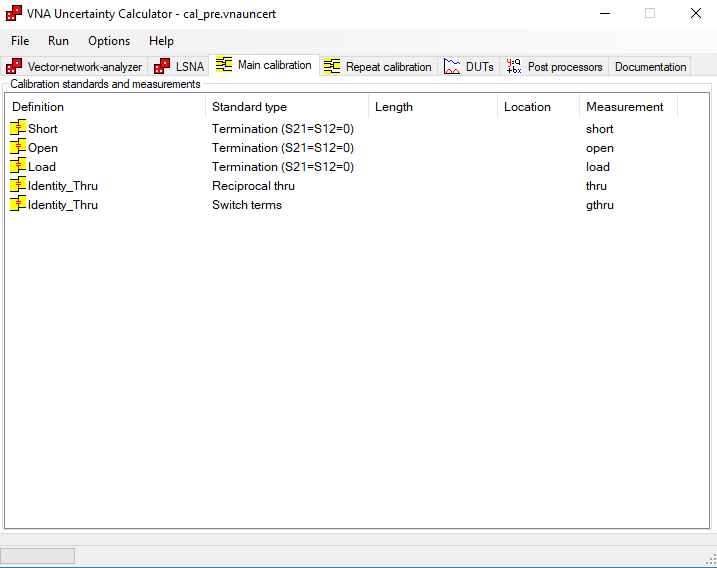 VNA Uncertainty Calculator - cal_pre.vnauncert
File Run Options Help
Vector-network-analyzer LSNA Main calibration Repeat calibration DUTs Post processors Documentation
Calibration standards and measurements
Definition Standard type Length Location Measurement
Short Termination (S21=S12=0) short
Open Termination (S21=S12=0) open
Load Termination (S21=S12=0) load
Identity_Thru Reciprocal thru thru
Identity_Thru Switch terms gthru